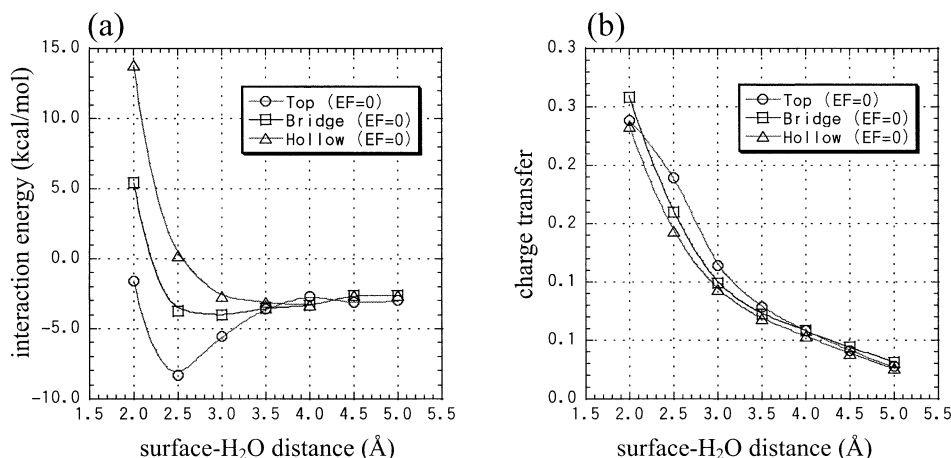 (a)
interaction energy (kcal/mol)
15.0
10.0
5.0
0.0
−5.0
−10.0
Top (EF=0)
Bridge (EF=0)
Hollow (EF=0)
1.5 2.0 2.5 3.0 3.5 4.0 4.5 5.0 5.5
surface-H₂O distance (Å)
(b)
charge transfer
0.3
0.3
0.2
0.2
0.1
0.1
0.0
Top (EF=0)
Bridge (EF=0)
Hollow (EF=0)
1.5 2.0 2.5 3.0 3.5 4.0 4.5 5.0 5.5
surface-H₂O distance (Å)